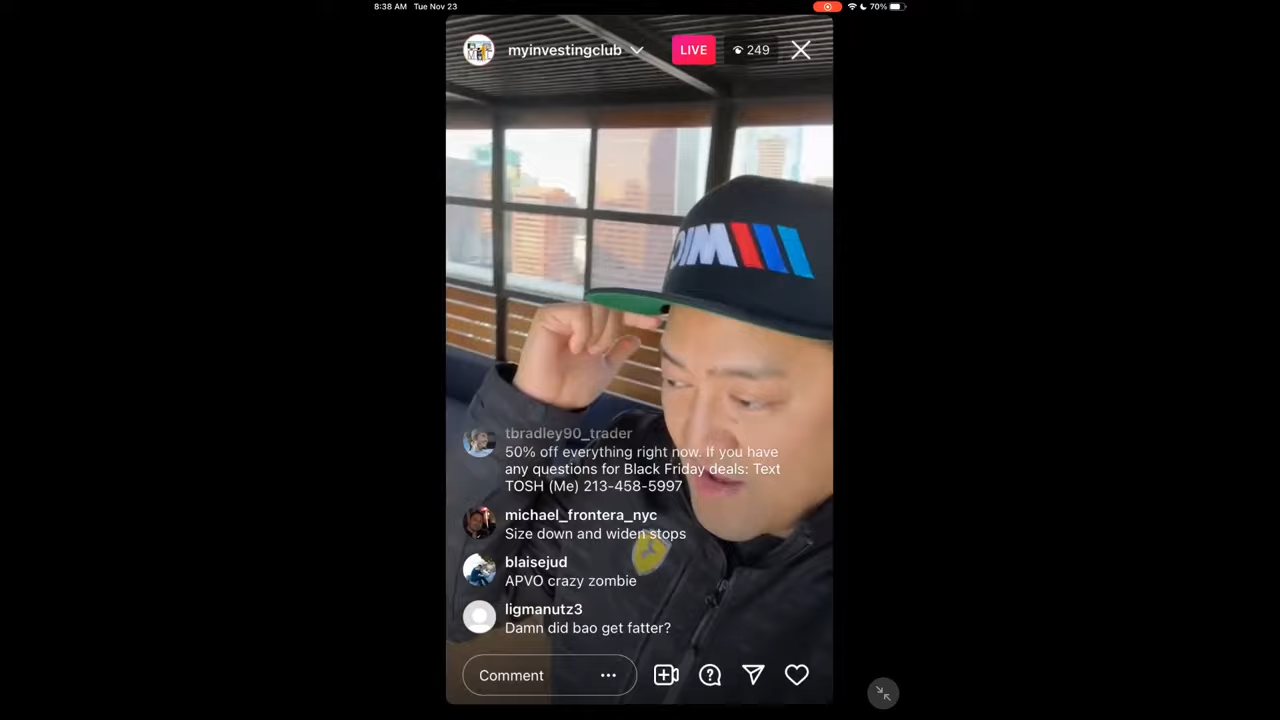 8:38 AM Tue Nov 23
70%
myinvestingclub
LIVE
249
MIC
tbradley90_trader
50% off everything right now. If you have
any questions for Black Friday deals: Text
TOSH (Me) 213-458-5997
michael_frontera_nyc
Size down and widen stops
blaisejud
APVO crazy zombie
ligmanutz3
Damn did bao get fatter?
Comment